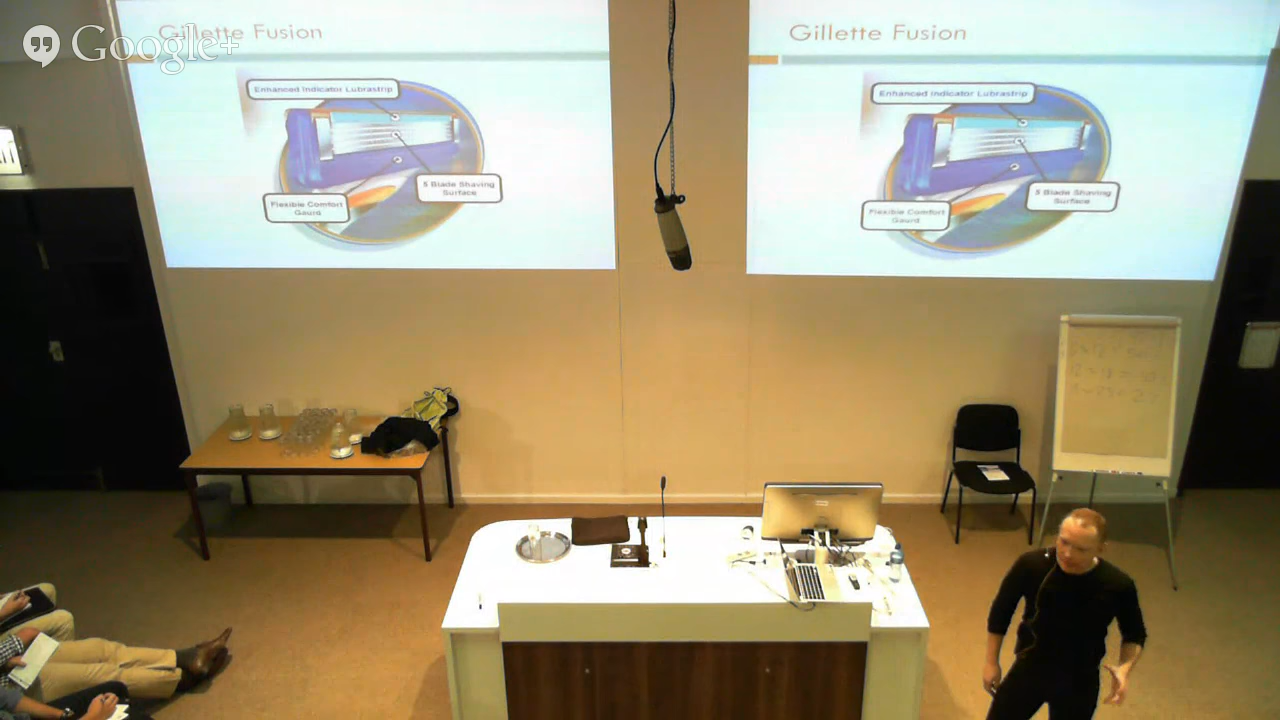 Google+
Gillette Fusion
Enhanced Indicator Lubrastrip
5 Blade Shaving
Surface
Flexible Comfort
Gaurd
Gillette Fusion
Enhanced Indicator Lubrastrip
5 Blade Shaving
Surface
Flexible Comfort
Gaurd